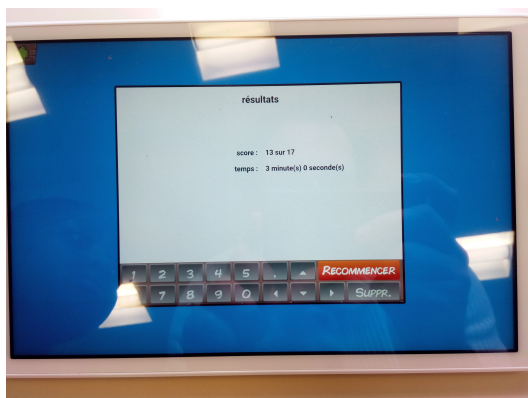 résultats
score : 13 sur 17
temps : 3 minute(s) 0 seconde(s)
1 2 3 4 5 . RECOMMENCER
7 8 9 0 SUPPR.